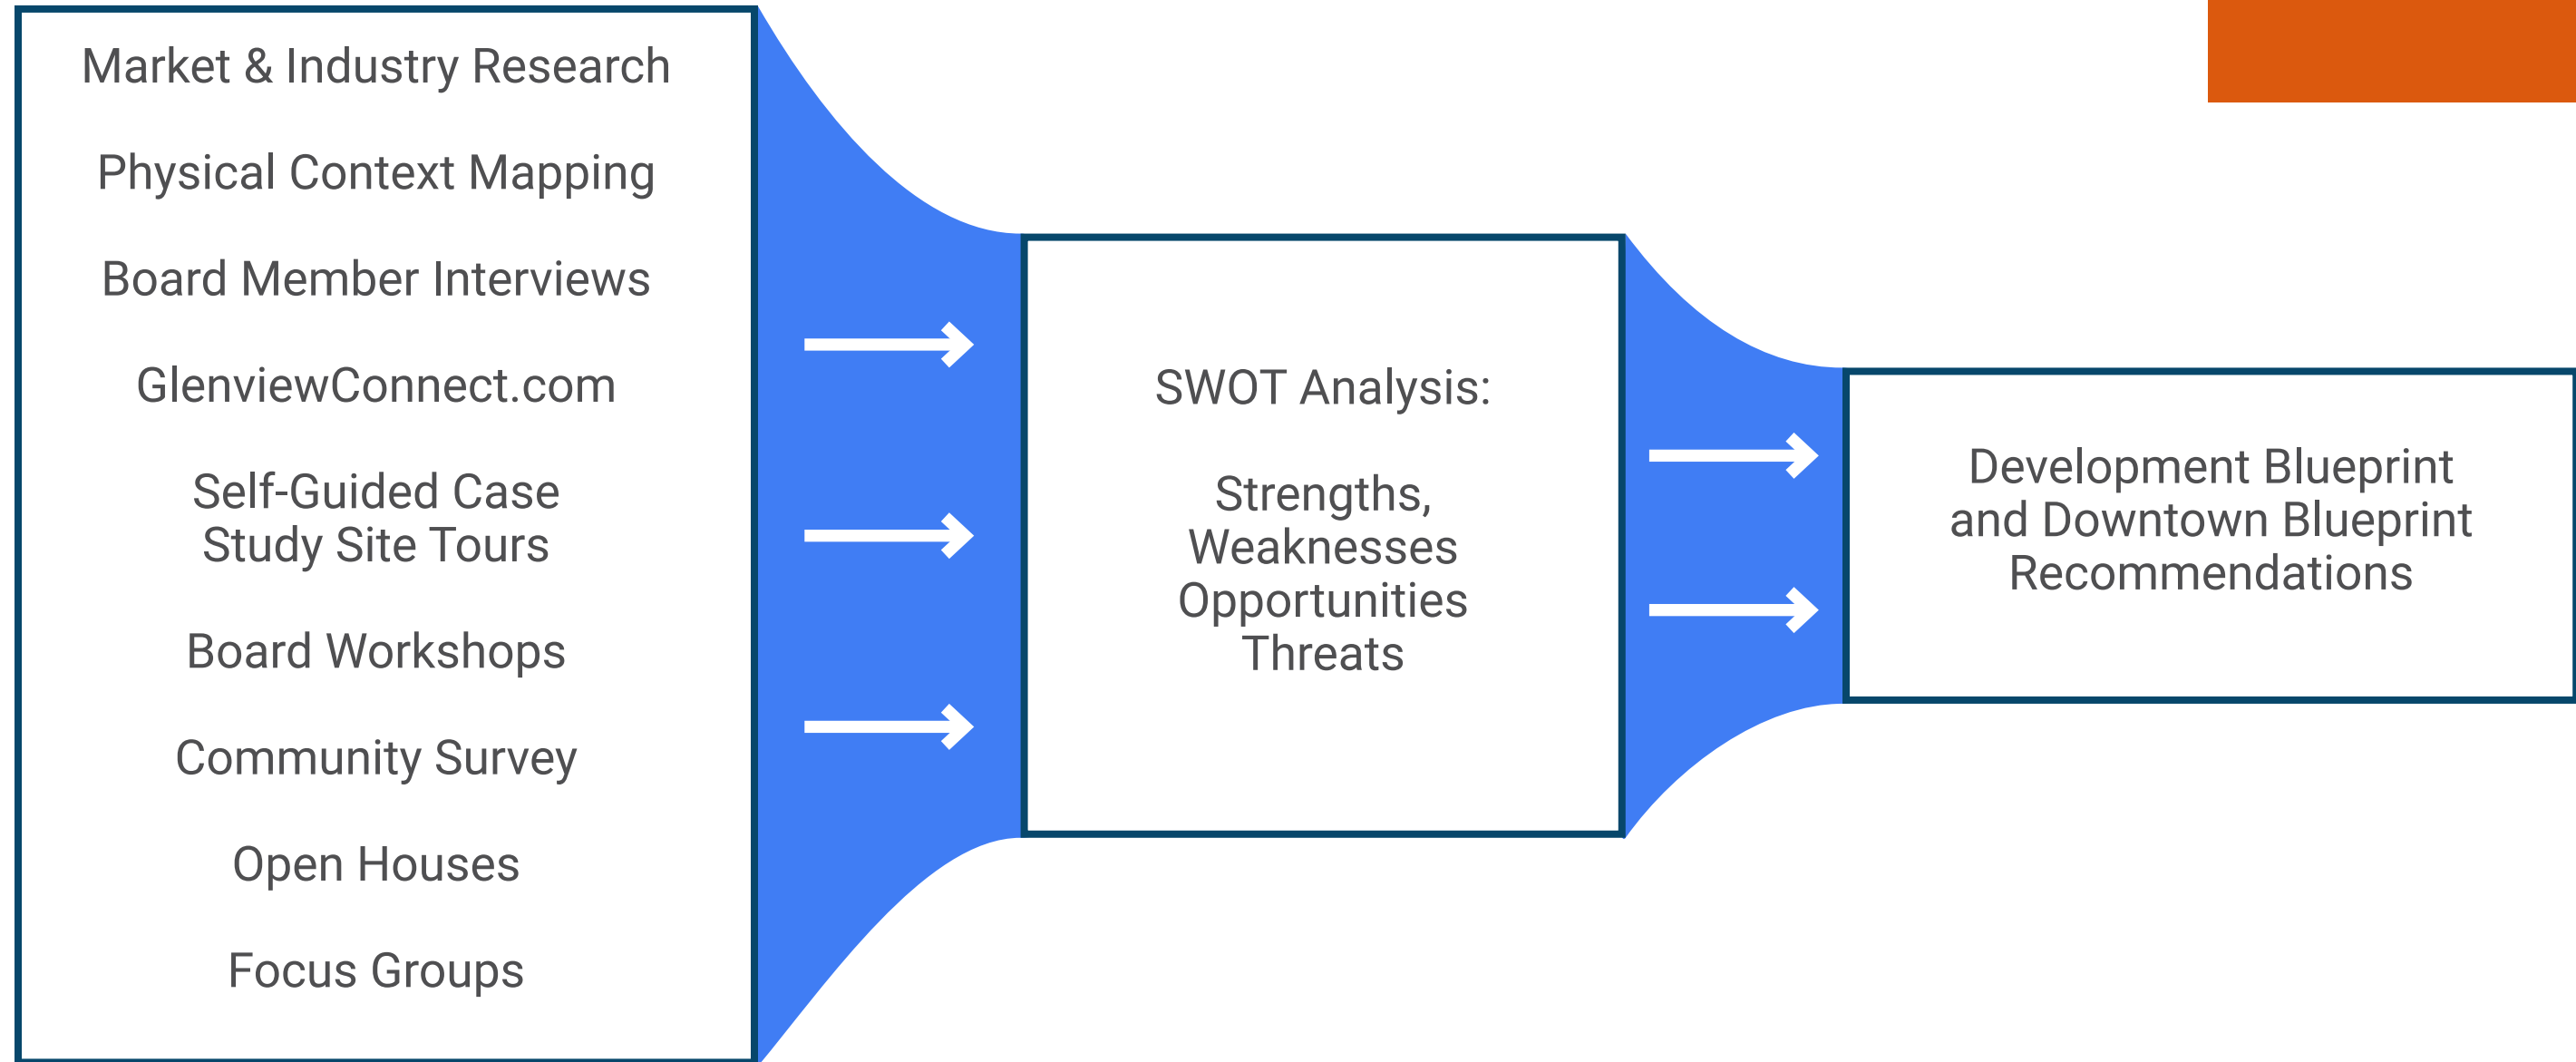 Market & Industry Research
Physical Context Mapping
Board Member Interviews
GlenviewConnect.com
Self-Guided Case
Study Site Tours
Board Workshops
Community Survey
Open Houses
Focus Groups
SWOT Analysis:
Strengths,
Weaknesses
Opportunities
Threats
Development Blueprint
and Downtown Blueprint
Recommendations